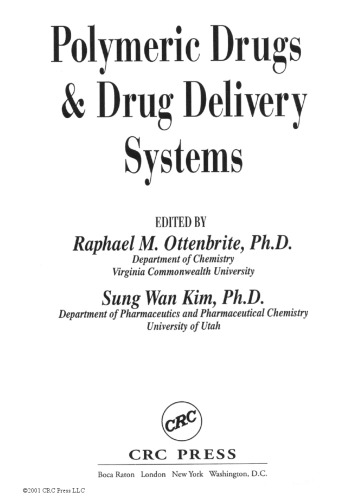 Polymeric Drugs
& Drug Delivery
Systems
EDITED BY
Raphael M. Ottenbrite, Ph.D.
Department of Chemistry
Virginia Commonwealth University
Sung Wan Kim, Ph.D.
Department of Pharmaceutics and Pharmaceutical Chemistry
University of Utah
CRC
CRC PRESS
Boca Raton London New York Washington, D.C.
©2001 CRC Press LLC